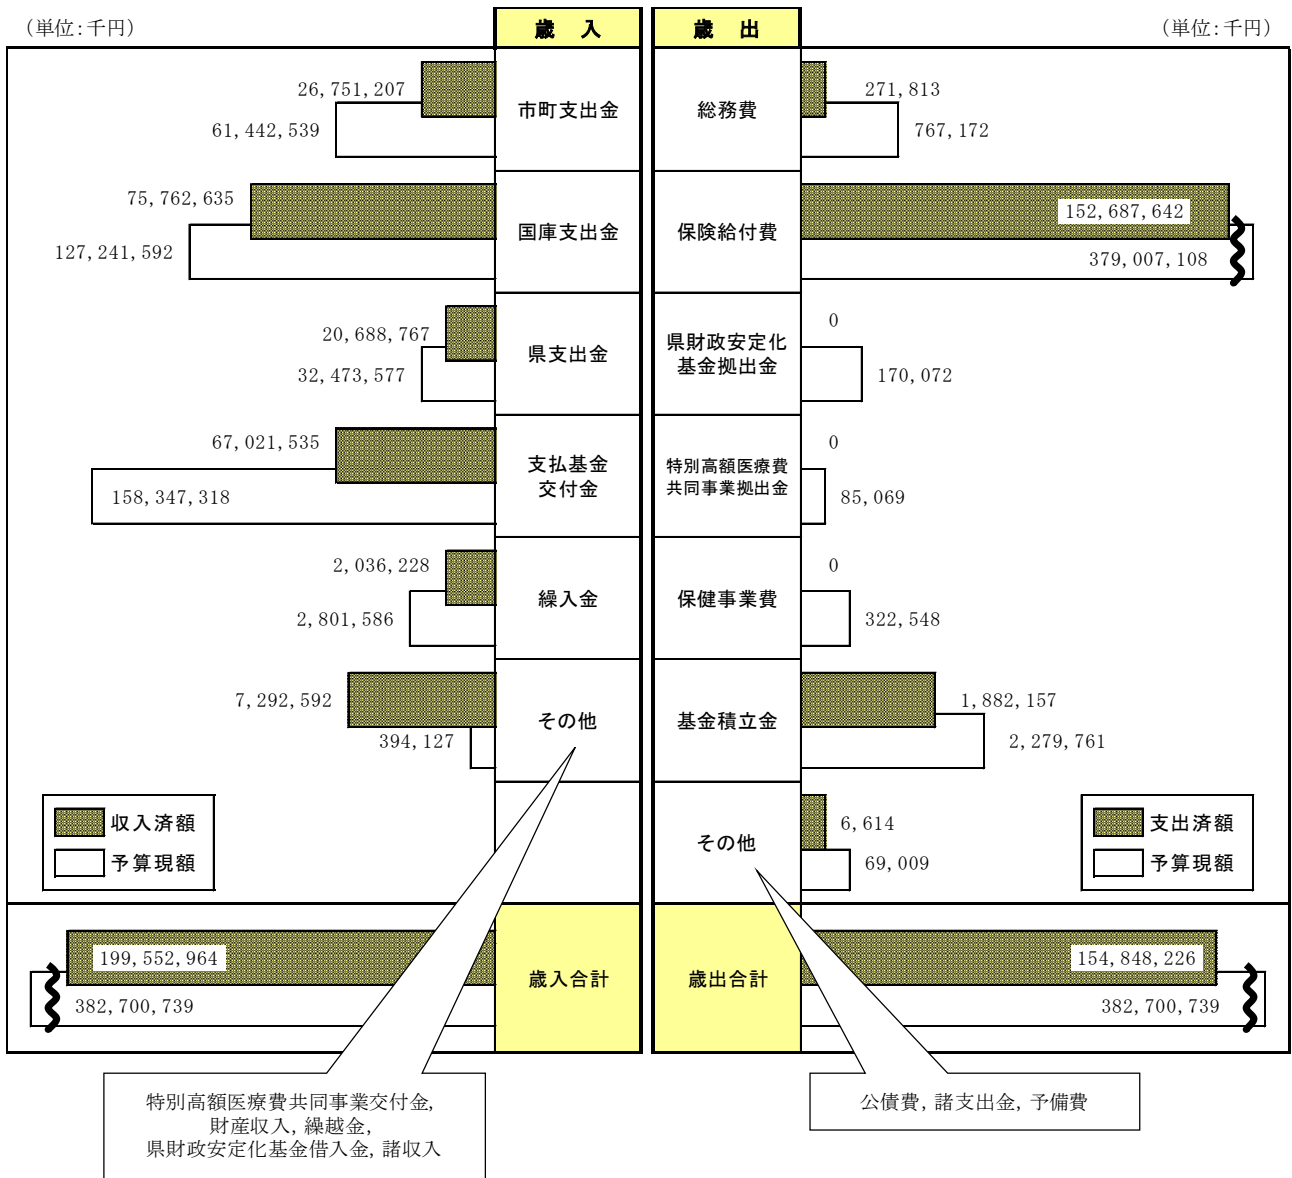 （単位：千円）
歳　入
26,751,207
61,442,539
市町支出金
75,762,635
127,241,592
国庫支出金
20,688,767
32,473,577
県支出金
67,021,535
158,347,318
支払基金
交付金
2,036,228
2,801,586
繰入金
7,292,592
394,127
その他
収入済額
予算現額
199,552,964
382,700,739
歳入合計
特別高額医療費共同事業交付金,
財産収入, 繰越金,
県財政安定化基金借入金, 諸収入
歳　出
（単位：千円）
総務費
271,813
767,172
保険給付費
152,687,642
379,007,108
県財政安定化
基金拠出金
0
170,072
特別高額医療費
共同事業拠出金
0
85,069
保健事業費
0
322,548
基金積立金
1,882,157
2,279,761
その他
6,614
69,009
支出済額
予算現額
歳出合計
154,848,226
382,700,739
公債費, 諸支出金, 予備費